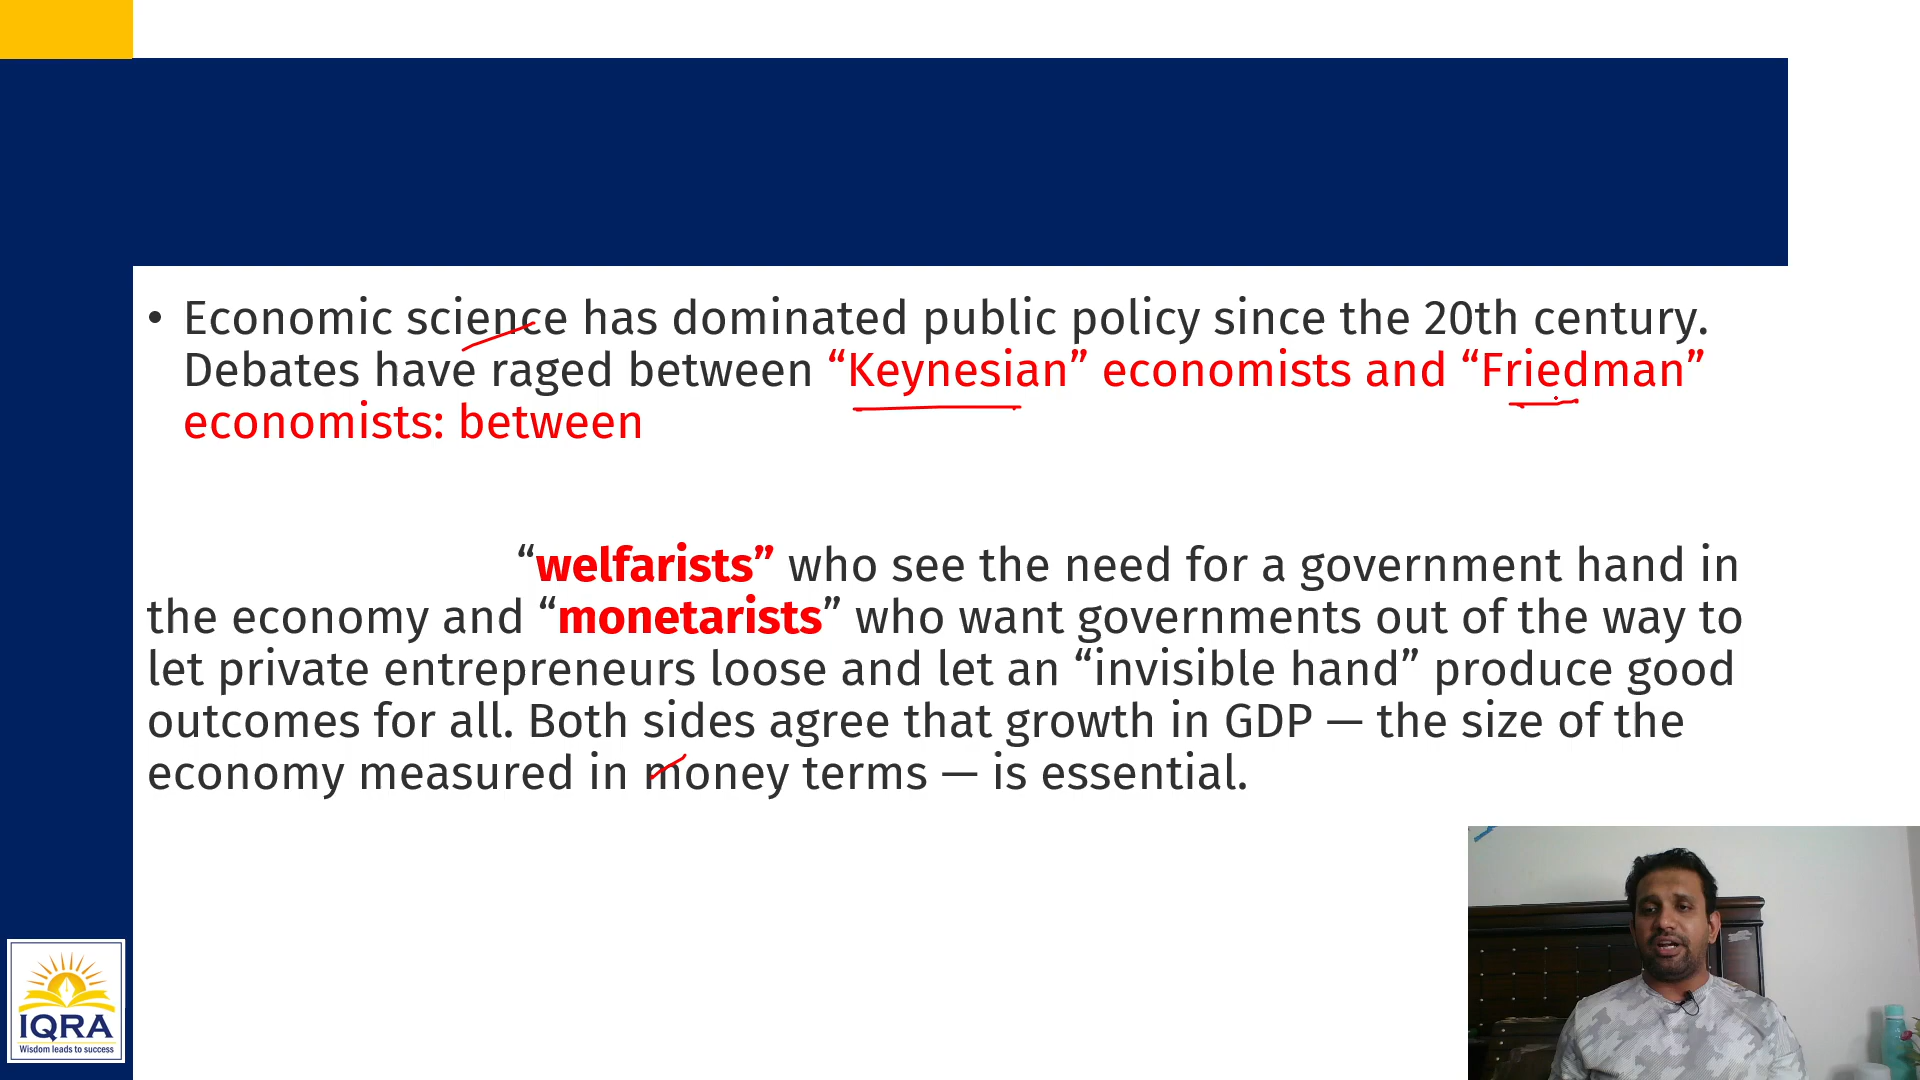 • Economic science has dominated public policy since the 20th century.
Debates have raged between “Keynesian” economists and “Friedman”
economists: between
“welfarists” who see the need for a government hand in
the economy and “monetarists” who want governments out of the way to
let private entrepreneurs loose and let an “invisible hand” produce good
outcomes for all. Both sides agree that growth in GDP — the size of the
economy measured in money terms — is essential.
IQRA
Wisdom leads to success